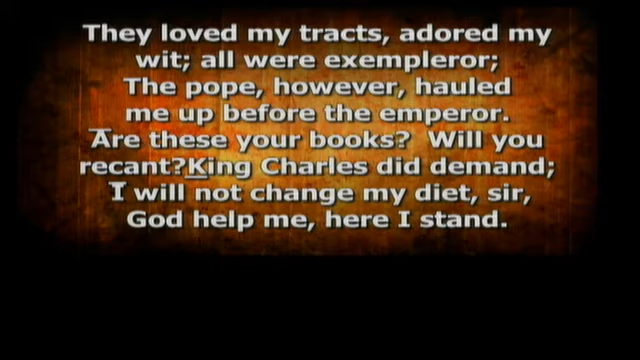 They loved my tracts, adored my
wit; all were exempleror;
The pope, however, hauled
me up before the emperor.
Are these your books?  Will you
recant?King Charles did demand;
I will not change my diet, sir,
God help me, here I stand.